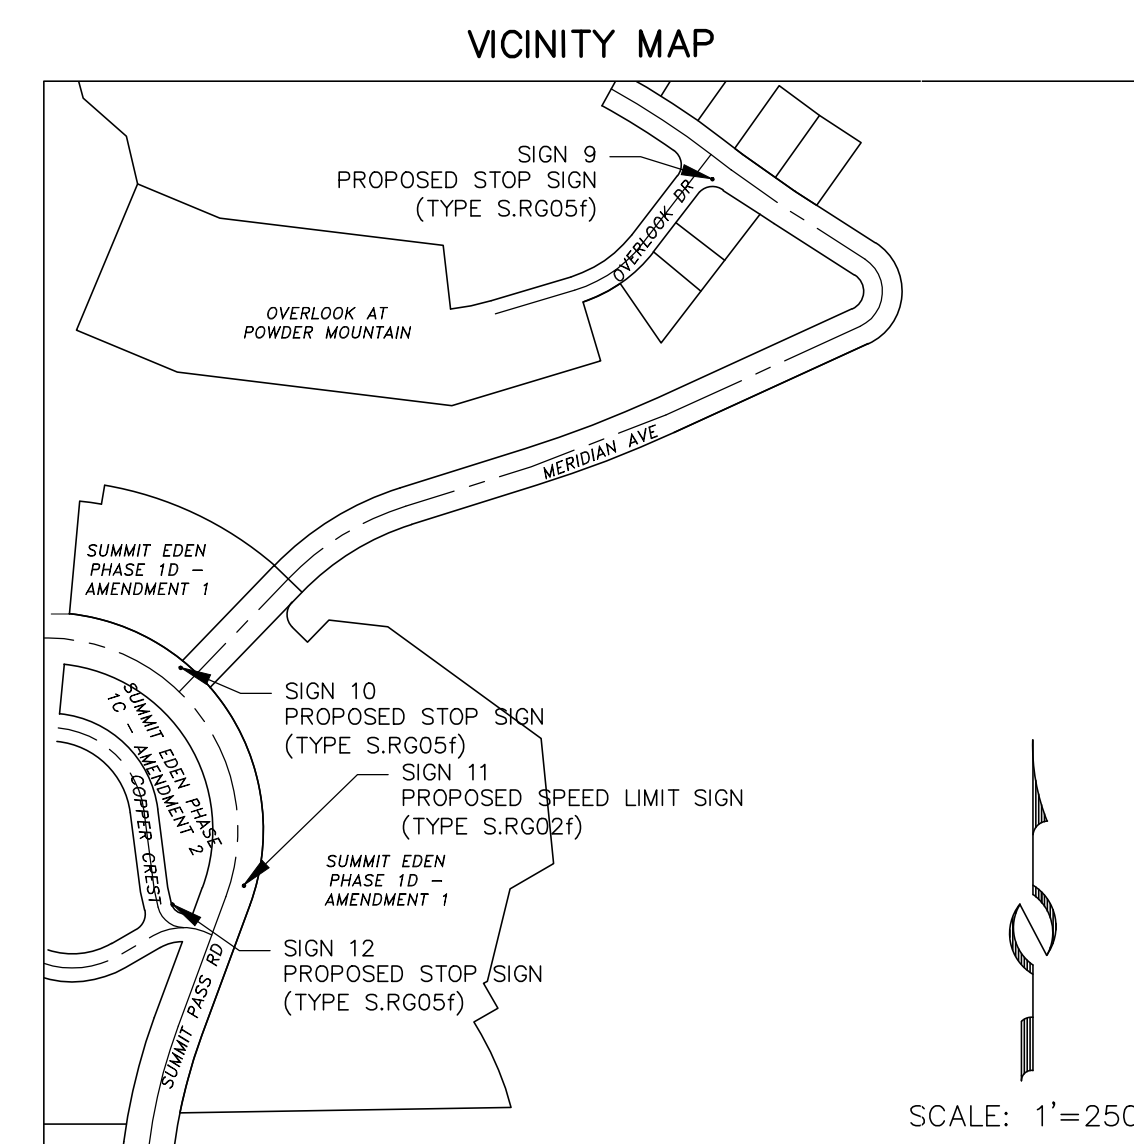 VICINITY MAP
SIGN 9
PROPOSED STOP SIGN
(TYPE S.RG05f)
OVERLOOK DR
OVERLOOK AT
POWDER MOUNTAIN
MERIDIAN AVE
SUMMIT EDEN
PHASE 1D -
AMENDMENT 1
SIGN 10
PROPOSED STOP SIGN
(TYPE S.RG05f)
SUMMIT EDEN PHASE
1C - AMENDMENT 2
COPPER CREST
SIGN 11
PROPOSED SPEED LIMIT SIGN
(TYPE S.RG02f)
SUMMIT EDEN
PHASE 1D -
AMENDMENT 1
SIGN 12
PROPOSED STOP SIGN
(TYPE S.RG05f)
SUMMIT PASS RD
SCALE: 1'=250